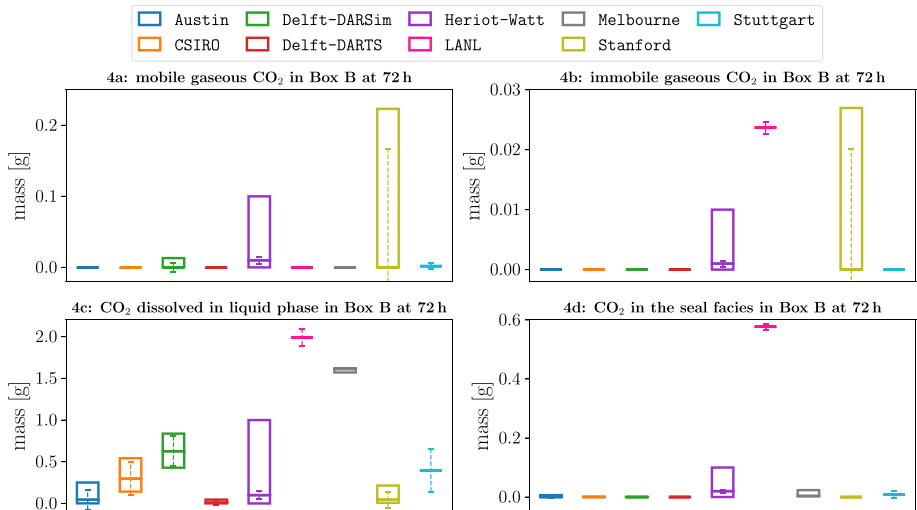 Austin Delft-DARSim Heriot-Watt Melbourne Stuttgart
CSIRO Delft-DARTS LANL Stanford
4a: mobile gaseous CO₂ in Box B at 72 h
mass [g]
0.2
0.1
0.0
4b: immobile gaseous CO₂ in Box B at 72 h
mass [g]
0.03
0.02
0.01
0.00
4c: CO₂ dissolved in liquid phase in Box B at 72 h
mass [g]
2.0
1.5
1.0
0.5
0.0
4d: CO₂ in the seal facies in Box B at 72 h
mass [g]
0.6
0.4
0.2
0.0